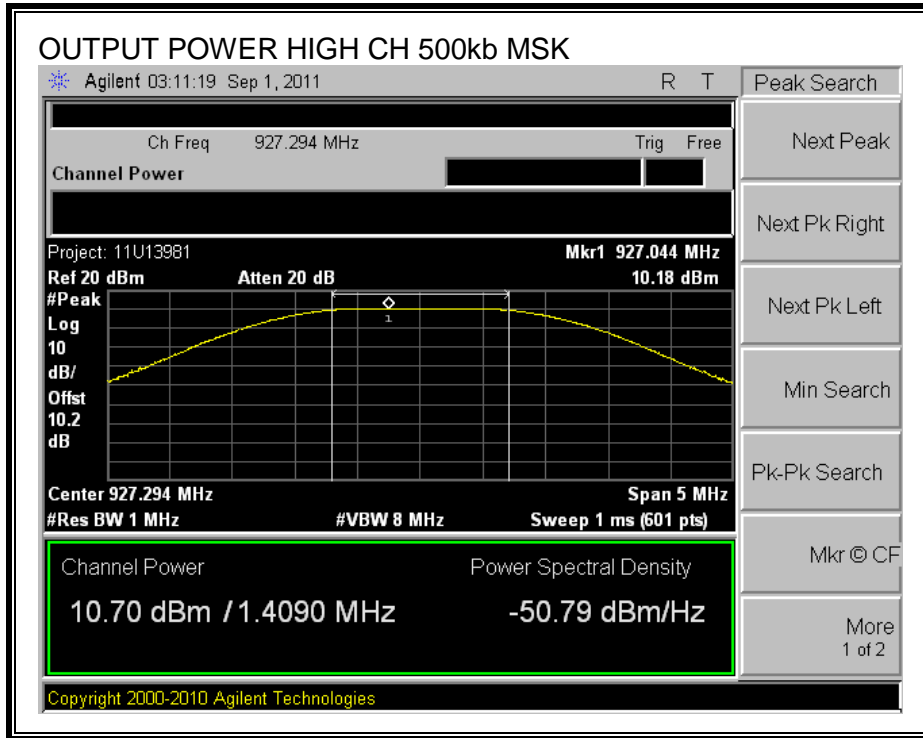 OUTPUT POWER HIGH CH 500kb MSK
Agilent 03:11:19 Sep 1, 2011 R T
Peak Search
Ch Freq 927.294 MHz Trig Free
Channel Power
Next Peak
Next Pk Right
Project: 11U13981 Mkr1 927.044 MHz
Ref 20 dBm Atten 20 dB 10.18 dBm
#Peak
Log
10
dB/
Offst
10.2
dB
1
Next Pk Left
Min Search
Pk-Pk Search
Center 927.294 MHz Span 5 MHz
#Res BW 1 MHz #VBW 8 MHz Sweep 1 ms (601 pts)
Channel Power Power Spectral Density
10.70 dBm / 1.4090 MHz -50.79 dBm/Hz
Mkr © CF
More
1 of 2
Copyright 2000-2010 Agilent Technologies